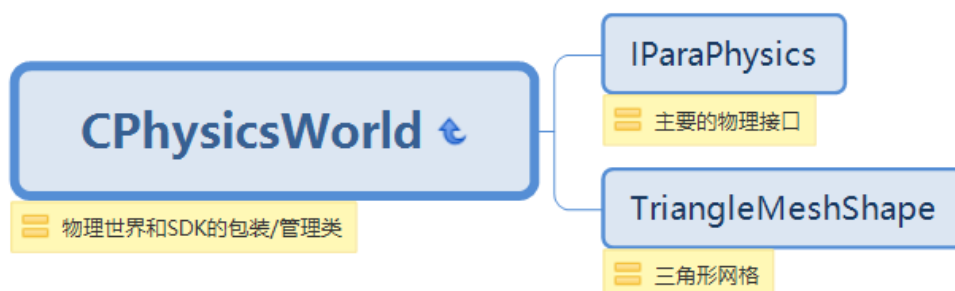 CPhysicsWorld
物理世界和SDK的包装/管理类
IParaPhysics
主要的物理接口
TriangleMeshShape
三角形网格